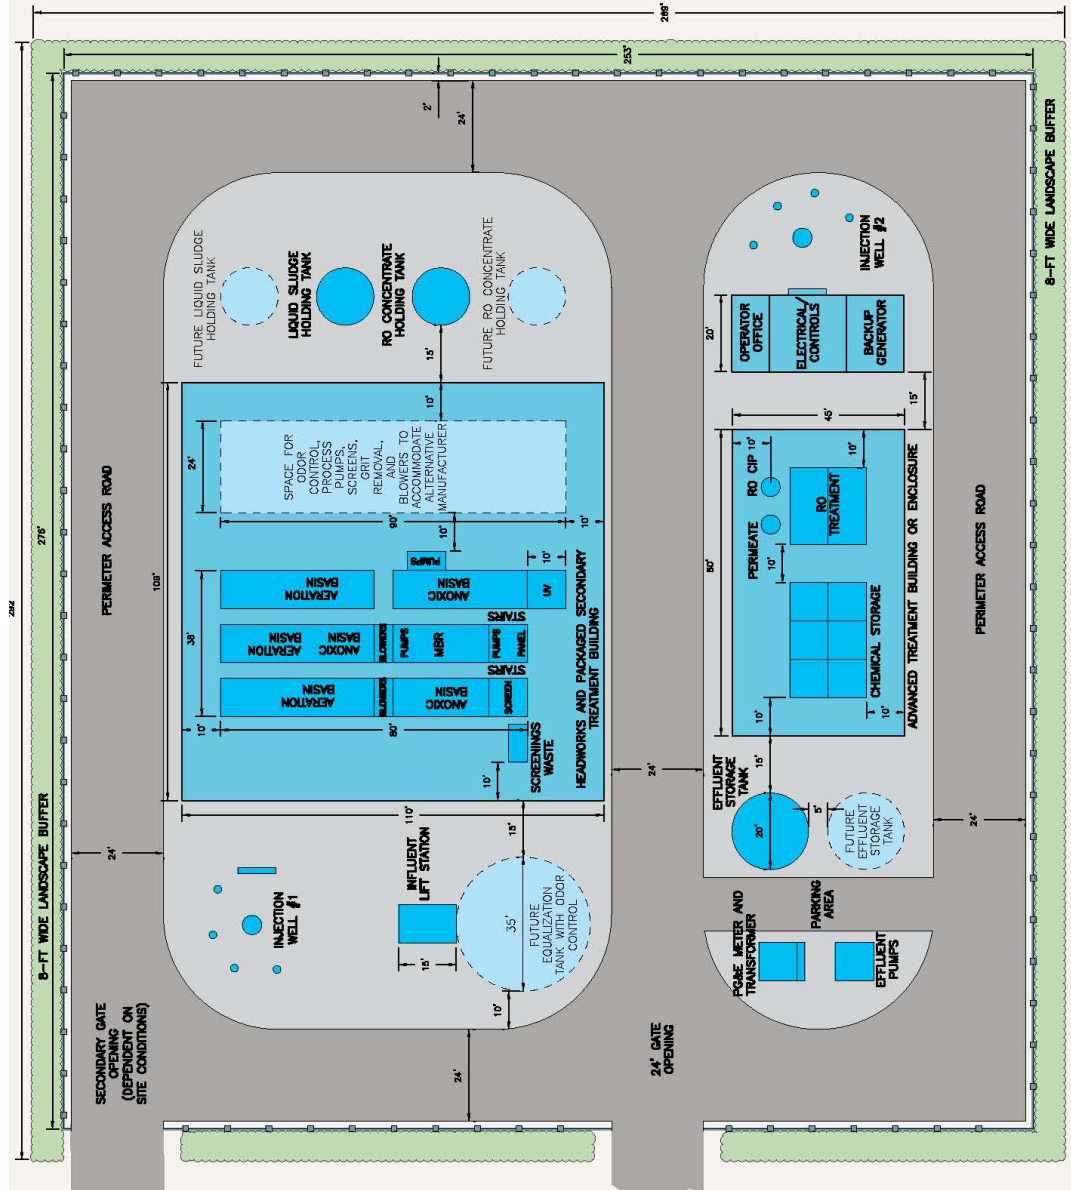 269'
253'
2'
24'
8-FT WIDE LANDSCAPE BUFFER
292
276'
PERIMETER ACCESS ROAD
FUTURE LIQUID SLUDGE
HOLDING TANK
LIQUID SLUDGE
HOLDING TANK
RO CONCENTRATE
HOLDING TANK
FUTURE RO CONCENTRATE
HOLDING TANK
15'
10'
109'
24'
SPACE FOR
ODOR
CONTROL,
PROCESS
PUMPS,
SCREENS,
GRIT
REMOVAL,
AND
BLOWERS TO
ACCOMMODATE
ALTERNATIVE
MANUFACTURER
90'
10'
10'
PUMPS
10'
AERATION
BASIN
ANOXIC
BASIN
UV
STAIRS
38'
AERATION
BASIN
ANOXIC
BASIN
BLOWERS
PUMPS
MBR
PUMPS
PANEL
STAIRS
AERATION
BASIN
BLOWERS
ANOXIC
BASIN
SCREEN
10'
80'
SCREENINGS
WASTE
10'
HEADWORKS AND PACKAGED SECONDARY
TREATMENT BUILDING
110'
15'
INJECTION
WELL #1
INFLUENT
LIFT STATION
15'
35'
FUTURE
EQUALIZATION
TANK WITH ODOR
CONTROL
10'
24'
24'
8-FT WIDE LANDSCAPE BUFFER
SECONDARY GATE
OPENING
(DEPENDENT ON
SITE CONDITIONS)
24'
24' GATE
OPENING
INJECTION
WELL #2
20'
OPERATOR
OFFICE
ELECTRICAL
CONTROLS
BACKUP
GENERATOR
15'
45'
80'
10'
RO CIP
PERMEATE
10'
RO
TREATMENT
10'
CHEMICAL STORAGE
10'
10'
ADVANCED TREATMENT BUILDING OR ENCLOSURE
15'
EFFLUENT
STORAGE
TANK
20'
5'
FUTURE
EFFLUENT
STORAGE
TANK
PARKING
AREA
PG&E METER AND
TRANSFORMER
EFFLUENT
PUMPS
24'
PERIMETER ACCESS ROAD